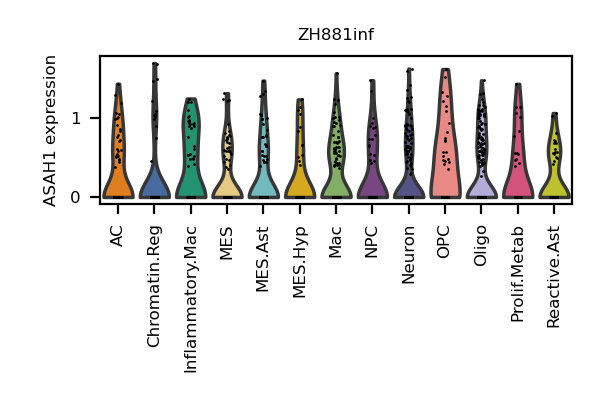 ZH881inf
ASAH1 expression
1
0
AC
Chromatin.Reg
Inflammatory.Mac
MES
MES.Ast
MES.Hyp
Mac
NPC
Neuron
OPC
Oligo
Prolif.Metab
Reactive.Ast